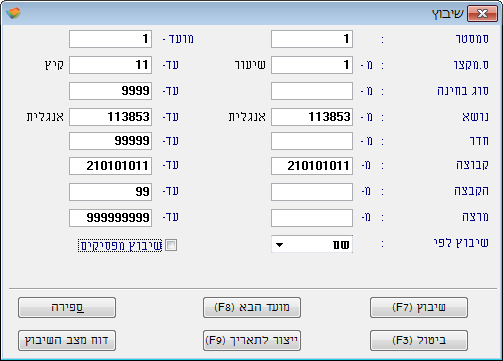 שיבוץ
סמסטר : 1 מועד- 1
ס.מקצו : מ- 1 שיעור עד- 11 קיץ
סוג בחינה : מ- עד- 9999
נושא : מ- 113853 אנגלית עד- 113853 אנגלית
חדר : מ- עד- 99999
קבוצה : מ- 210101011 עד- 210101011
הקבצה : מ- עד- 99
מרצה : מ- עד- 999999999
שיבוץ לפי : שם שיבוץ מפסיקים
שיבוץ (F7) מועד הבא (F8) ספירה
ביטול (F3) ייצור לתאריך (F9) דוח מצב השיבוץ